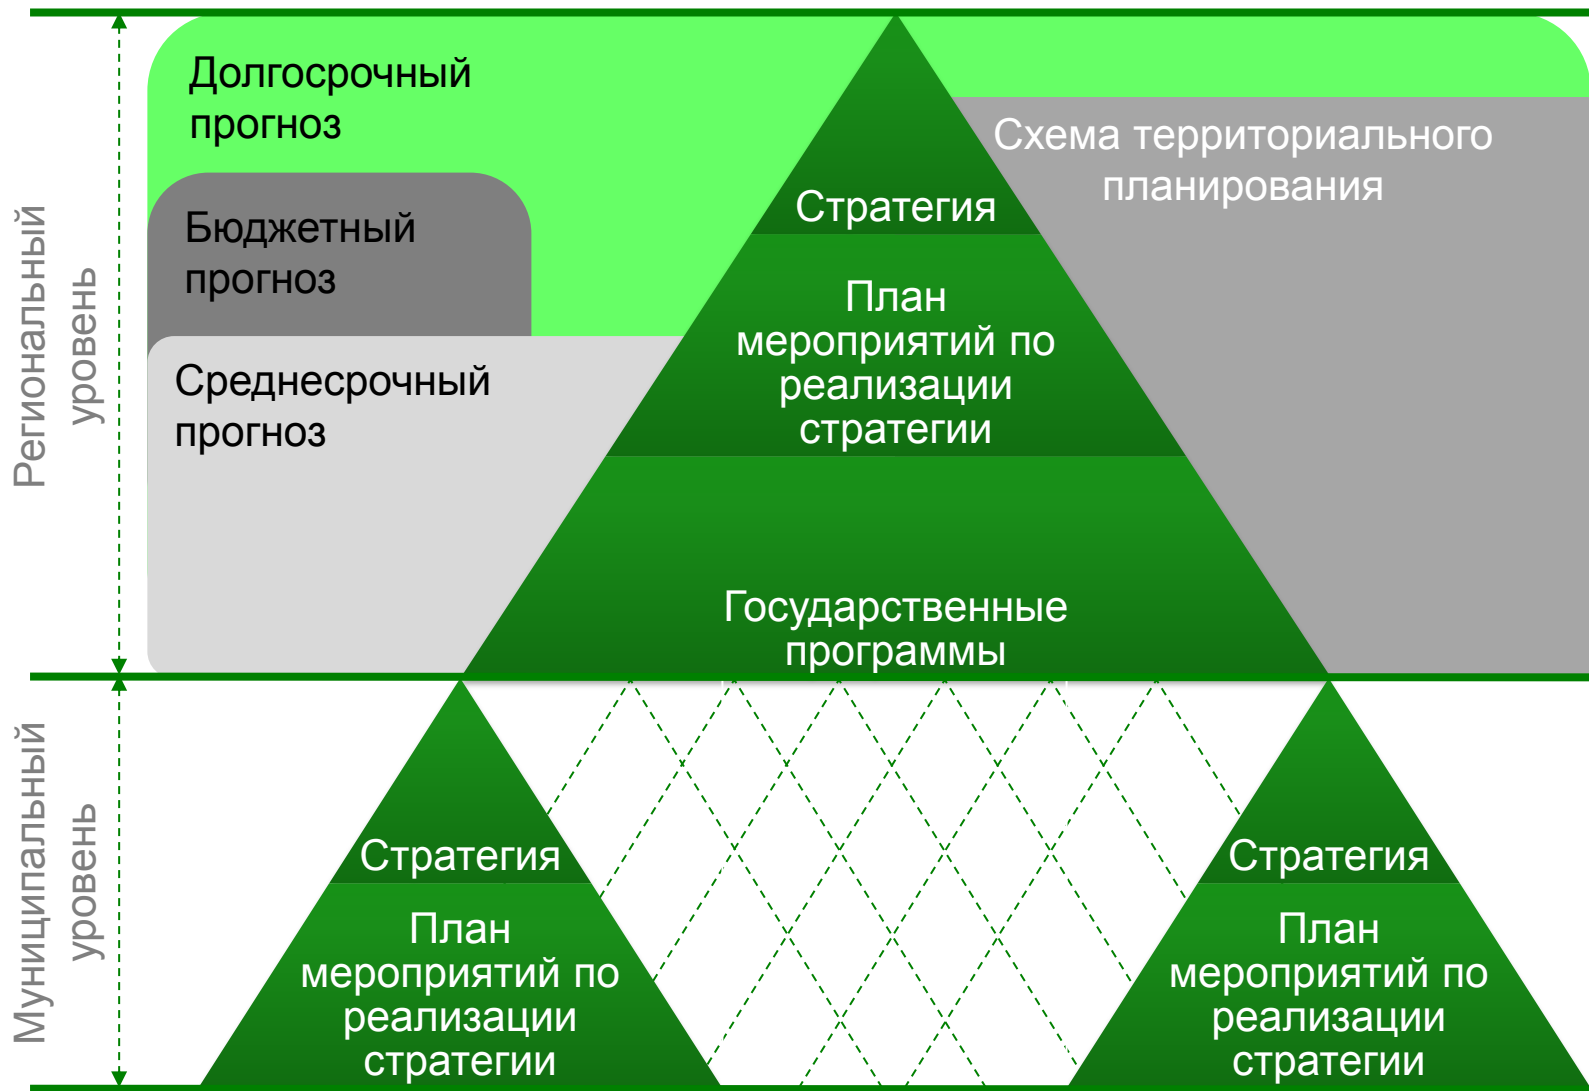 Региональный
уровень
Долгосрочный
прогноз
Бюджетный
прогноз
Среднесрочный
прогноз
Стратегия
План
мероприятий по
реализации
стратегии
Государственные
программы
Схема территориального
планирования
Муниципальный
уровень
Стратегия
План
мероприятий по
реализации
стратегии
Стратегия
План
мероприятий по
реализации
стратегии